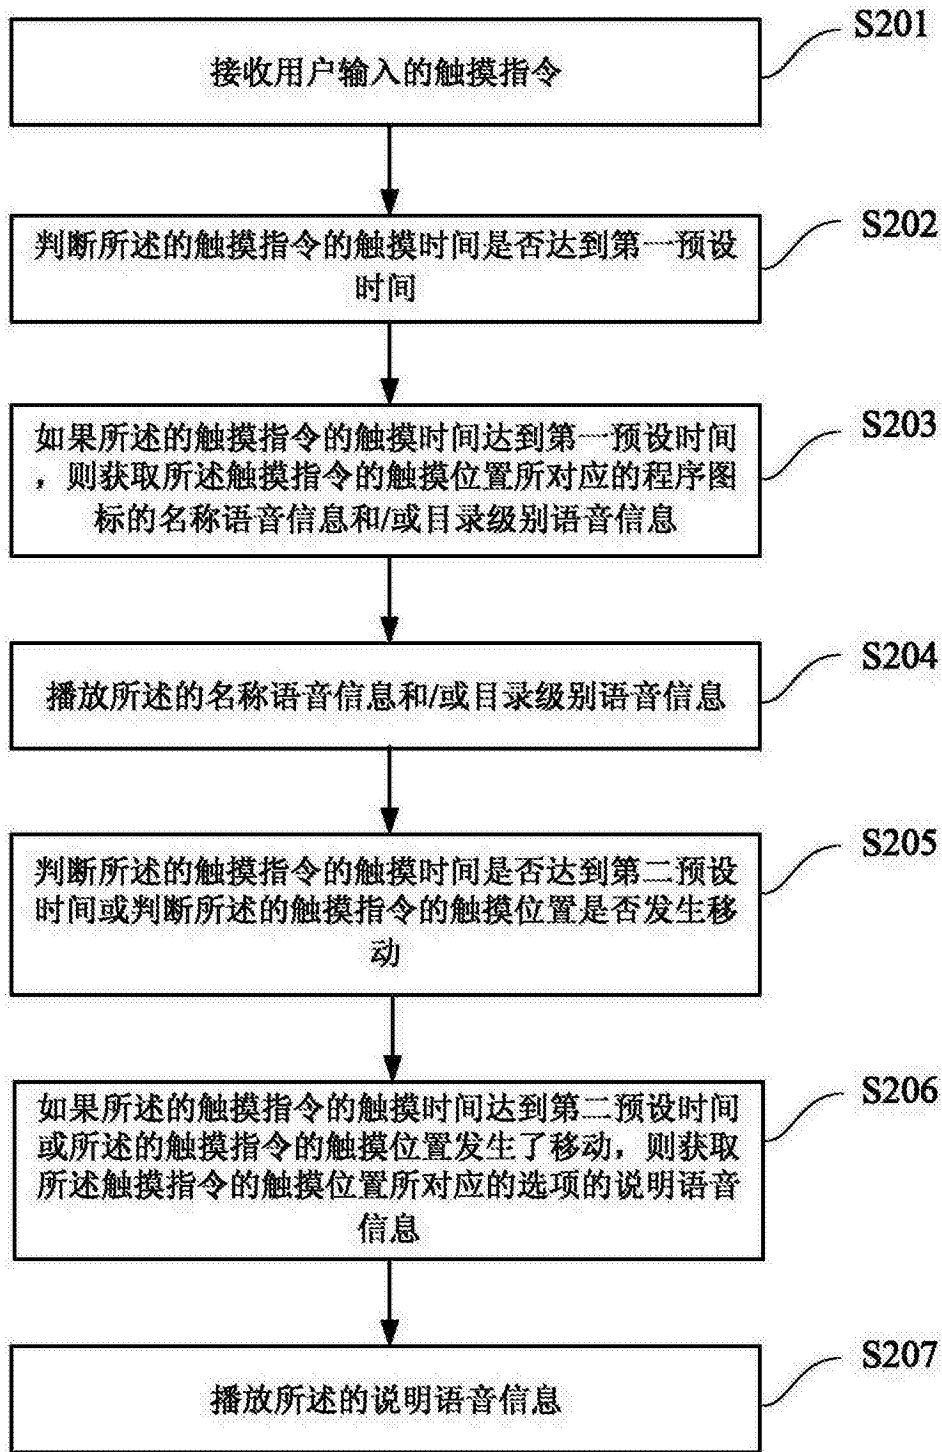 S201
接收用户输入的触摸指令
S202
判断所述的触摸指令的触摸时间是否达到第一预设
时间
S203
如果所述的触摸指令的触摸时间达到第一预设时间
，则获取所述触摸指令的触摸位置所对应的程序图
标的名称语音信息和/或目录级别语音信息
S204
播放所述的名称语音信息和/或目录级别语音信息
S205
判断所述的触摸指令的触摸时间是否达到第二预设
时间或判断所述的触摸指令的触摸位置是否发生移
动
S206
如果所述的触摸指令的触摸时间达到第二预设时间
或所述的触摸指令的触摸位置发生了移动，则获取
所述触摸指令的触摸位置所对应的选项的说明语音
信息
S207
播放所述的说明语音信息